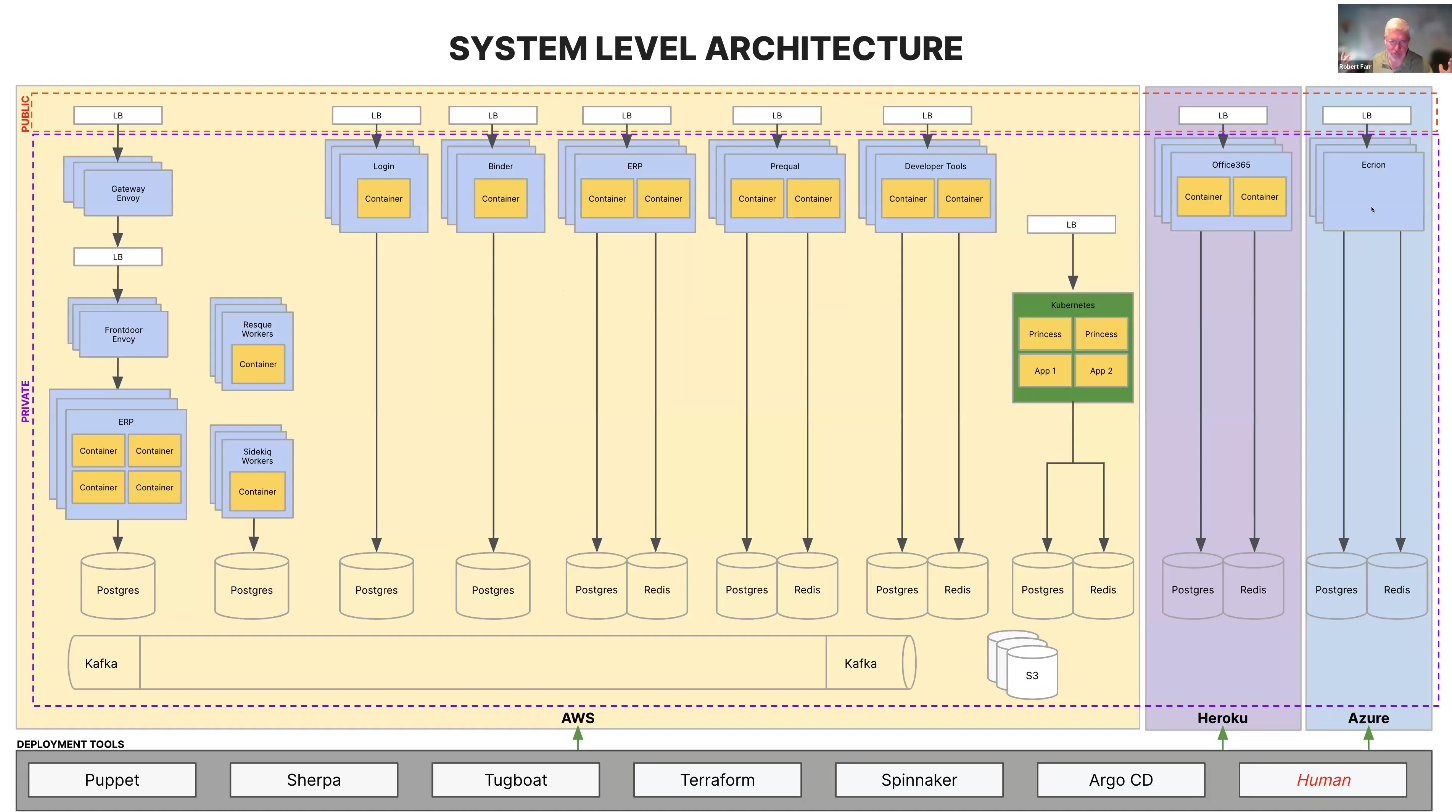 SYSTEM LEVEL ARCHITECTURE
Robert Farr
PUBLIC
LB
LB
LB
LB
LB
LB
LB
LB
Gateway
Envoy
Login
Container
Binder
Container
ERP
Container
Container
Prequal
Container
Container
Developer Tools
Container
Container
Office365
Container
Container
Ecrion
LB
LB
PRIVATE
Frontdoor
Envoy
Resque
Workers
Container
Kubernetes
Princess
Princess
App 1
App 2
ERP
Container
Container
Container
Container
Sidekiq
Workers
Container
Postgres
Postgres
Postgres
Postgres
Postgres
Redis
Postgres
Redis
Postgres
Redis
Postgres
Redis
Postgres
Redis
Postgres
Redis
Kafka
Kafka
S3
AWS
Heroku
Azure
DEPLOYMENT TOOLS
Puppet
Sherpa
Tugboat
Terraform
Spinnaker
Argo CD
Human